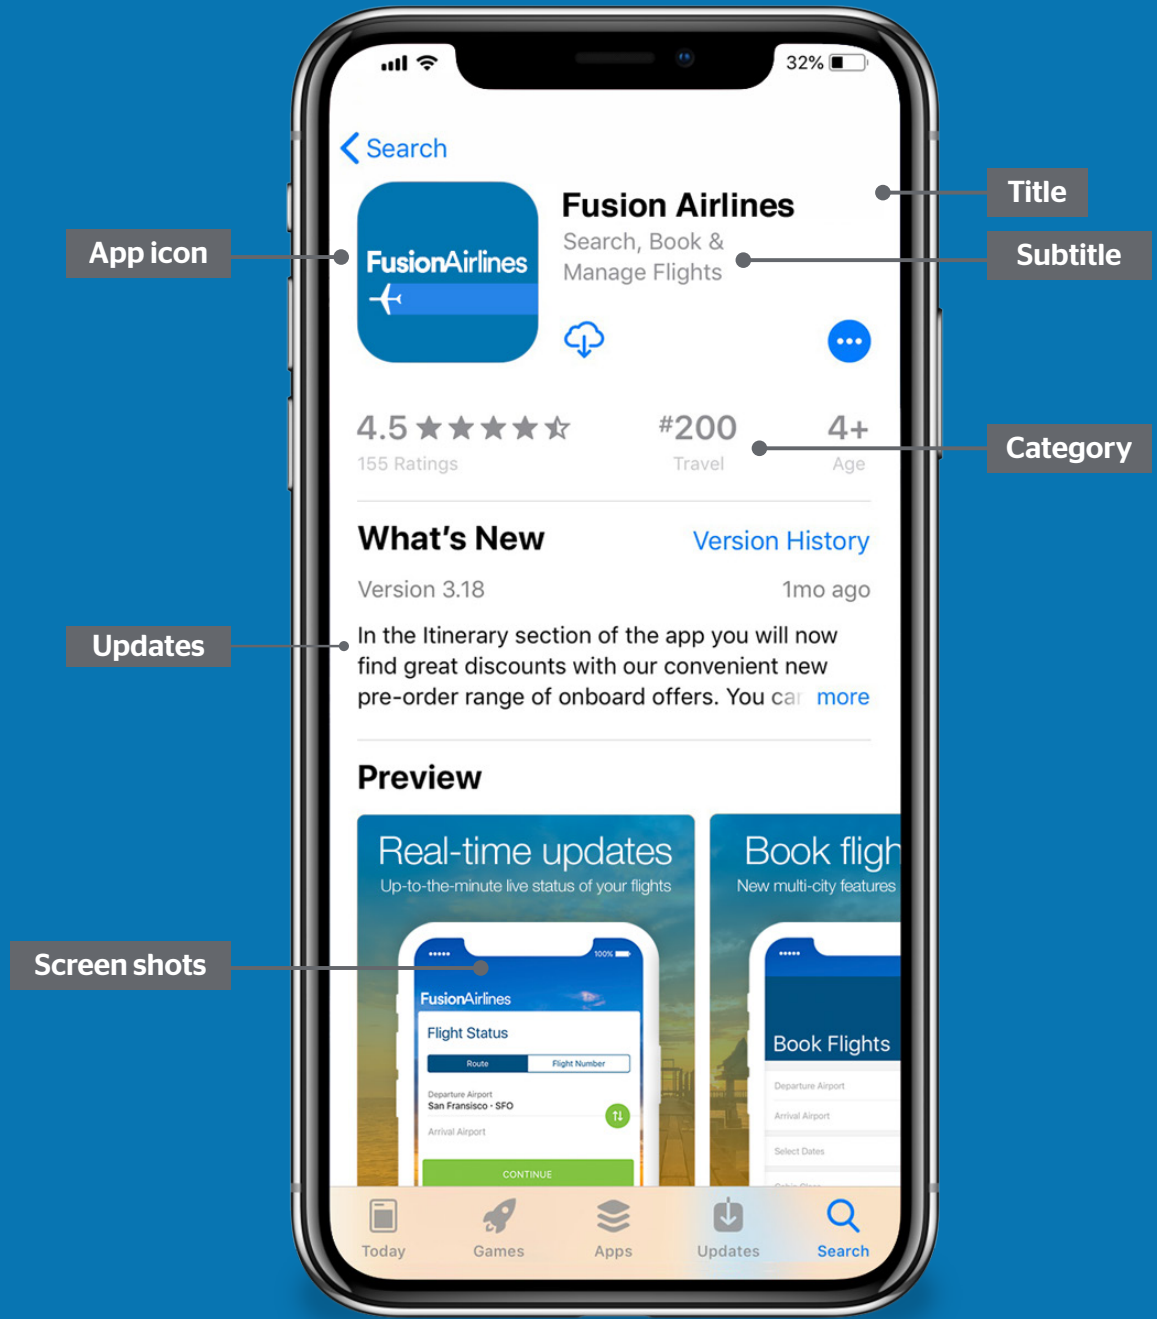 32%
Search
Title
App icon
FusionAirlines
Fusion Airlines
Search, Book &
Manage Flights
Subtitle
4.5
155 Ratings
#200
Travel
4+
Age
Category
What's New
Version History
Version 3.18
1mo ago
Updates
In the Itinerary section of the app you will now
find great discounts with our convenient new
pre-order range of onboard offers. You can more
Preview
Real-time updates
Up-to-the-minute live status of your flights
Book fligh
New multi-city features
Screen shots
100%
FusionAirlines
Flight Status
Route
Flight Number
Departure Airport
San Fransisco - SFO
Arrival Airport
CONTINUE
Book Flights
Departure Airport
Arrival Airport
Select Dates
Today
Games
Apps
Updates
Search